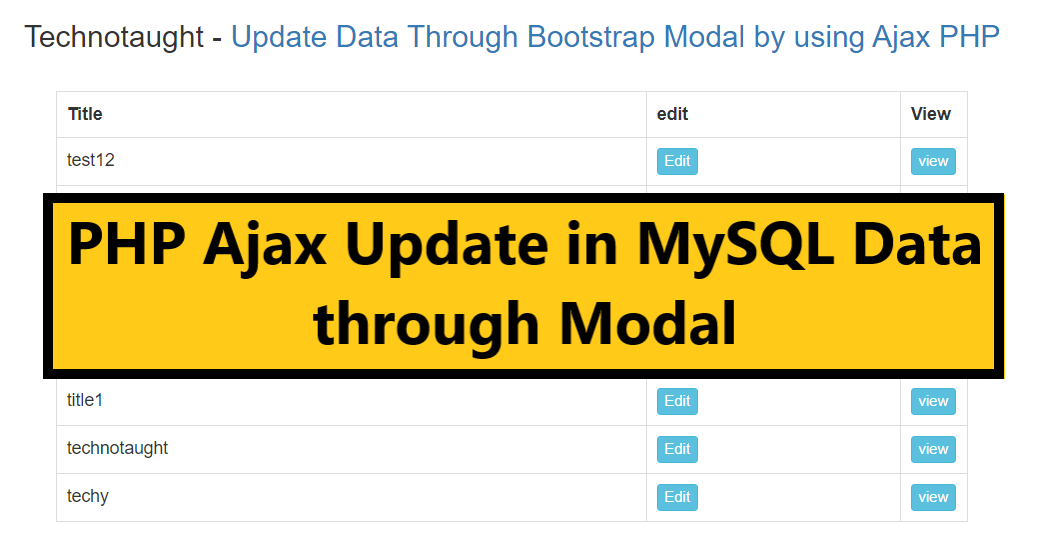 Technotaught - Update Data Through Bootstrap Modal by using Ajax PHP
Title edit View
test12 Edit view
PHP Ajax Update in MySQL Data
through Modal
title1 Edit view
technotaught Edit view
techy Edit view